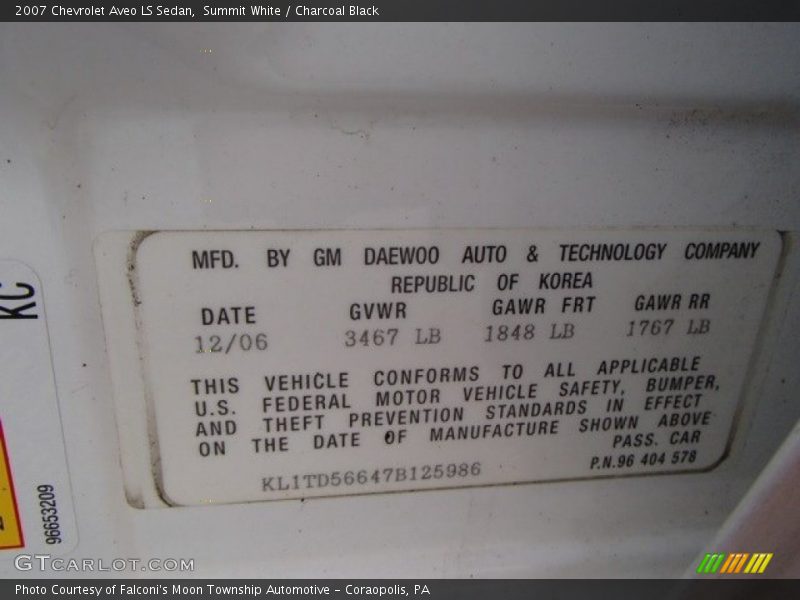 2007 Chevrolet Aveo LS Sedan, Summit White / Charcoal Black
MFD. BY GM DAEWOO AUTO & TECHNOLOGY COMPANY
REPUBLIC OF KOREA
DATE GVWR GAWR FRT GAWR RR
12/06 3467 LB 1848 LB 1767 LB
THIS VEHICLE CONFORMS TO ALL APPLICABLE
U.S. FEDERAL MOTOR VEHICLE SAFETY, BUMPER,
AND THEFT PREVENTION STANDARDS IN EFFECT
ON THE DATE OF MANUFACTURE SHOWN ABOVE
PASS. CAR
KL1TD56647B125986
P.N.96 404 578
KC
96653209
GTCARLOT.COM
Photo Courtesy of Falconi's Moon Township Automotive – Coraopolis, PA